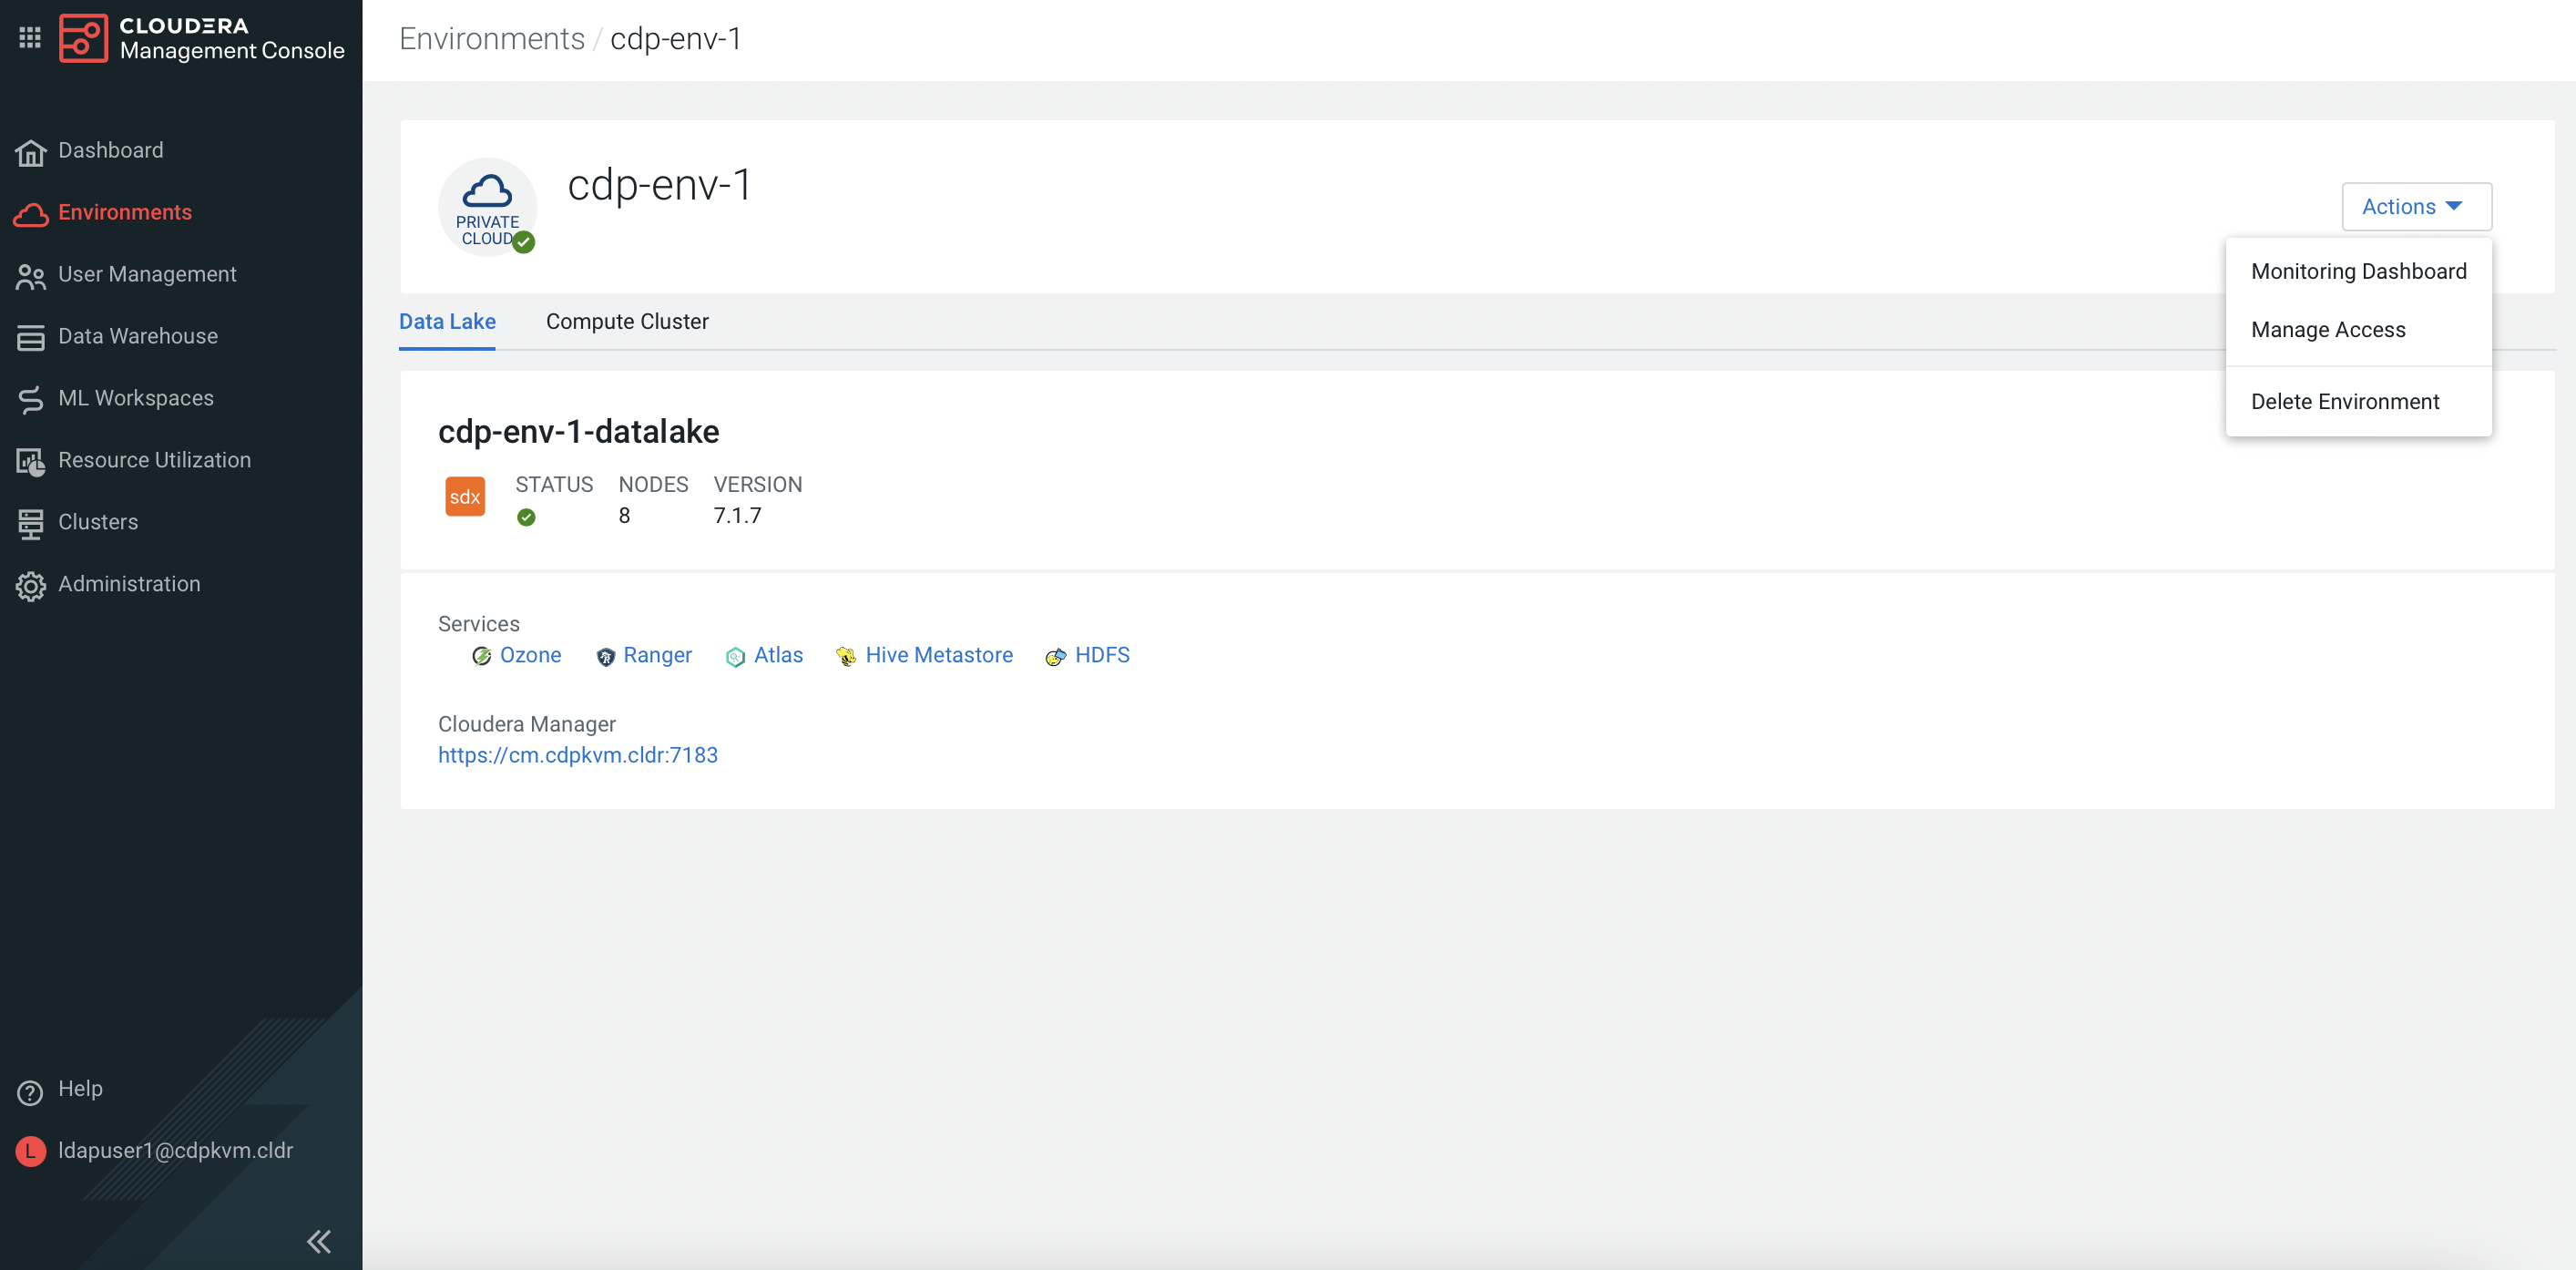 CLOUDERA
Management Console
Dashboard
Environments
User Management
Data Warehouse
ML Workspaces
Resource Utilization
Clusters
Administration
Help
L
ldapuser1@cdpkvm.cldr
Environments / cdp-env-1
PRIVATE
CLOUD
cdp-env-1
Actions
Monitoring Dashboard
Manage Access
Delete Environment
Data Lake Compute Cluster
cdp-env-1-datalake
sdx
STATUS NODES VERSION
8 7.1.7
Services
Ozone Ranger Atlas Hive Metastore HDFS
Cloudera Manager
https://cm.cdpkvm.cldr:7183